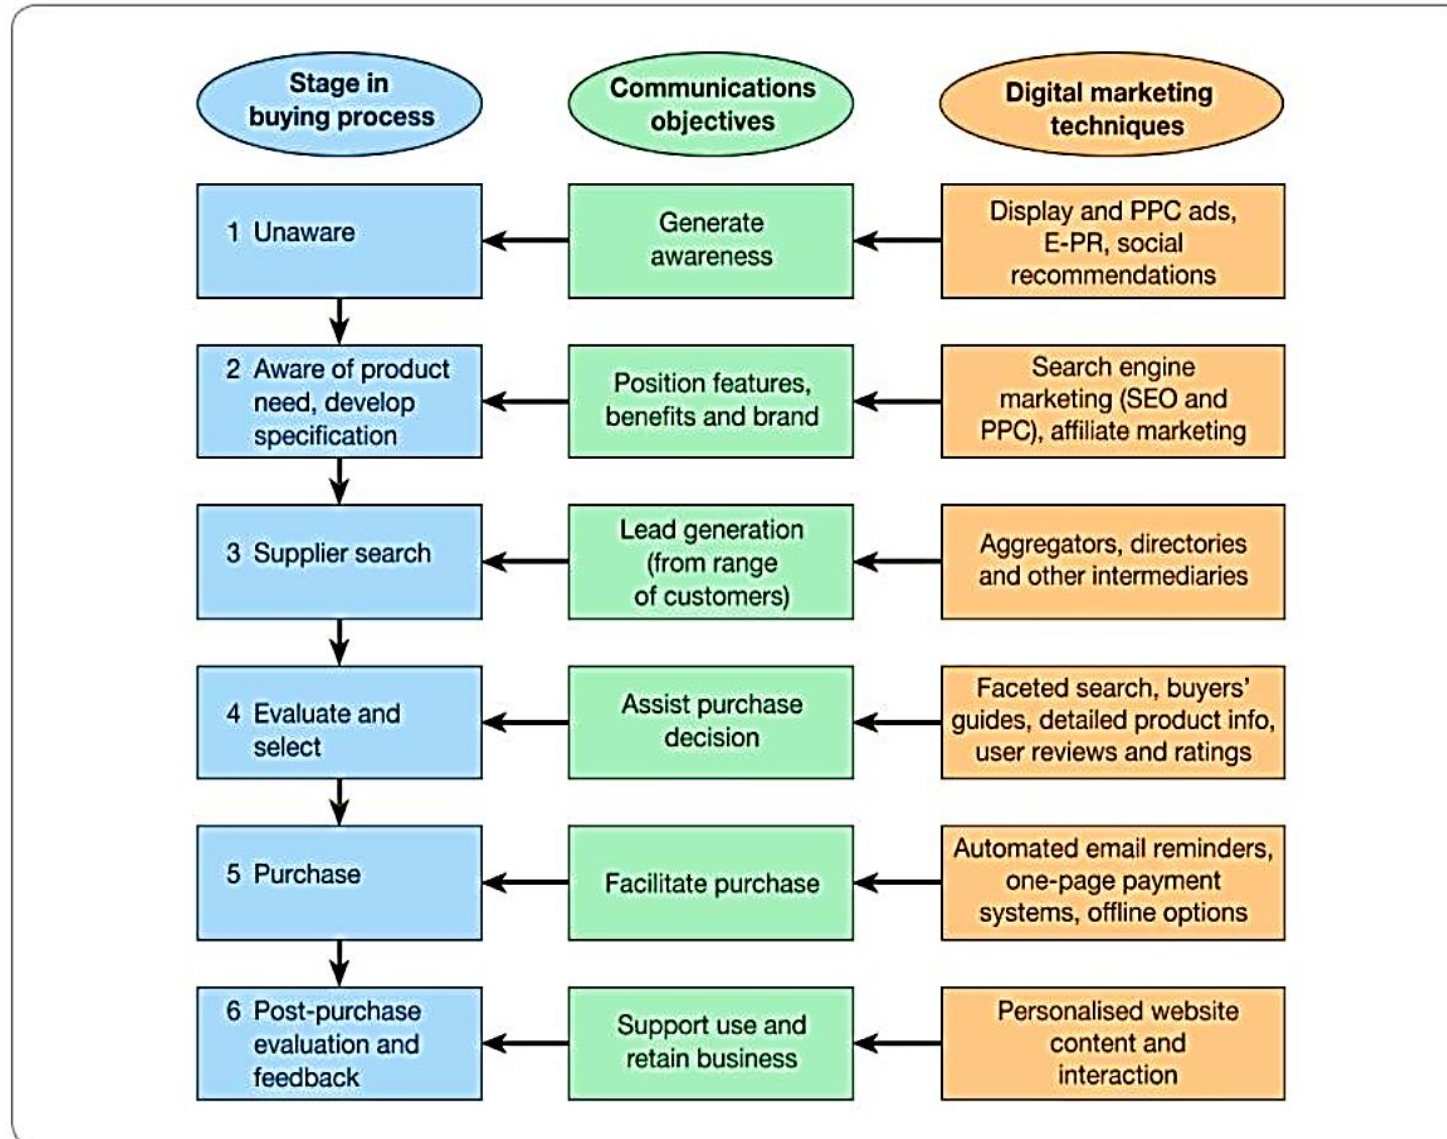 Stage in
buying process
Communications
objectives
Digital marketing
techniques
1 Unaware
Generate
awareness
Display and PPC ads,
E-PR, social
recommendations
2 Aware of product
need, develop
specification
Position features,
benefits and brand
Search engine
marketing (SEO and
PPC), affiliate marketing
3 Supplier search
Lead generation
(from range
of customers)
Aggregators, directories
and other intermediaries
4 Evaluate and
select
Assist purchase
decision
Faceted search, buyers’
guides, detailed product info,
user reviews and ratings
5 Purchase
Facilitate purchase
Automated email reminders,
one-page payment
systems, offline options
6 Post-purchase
evaluation and
feedback
Support use and
retain business
Personalised website
content and
interaction